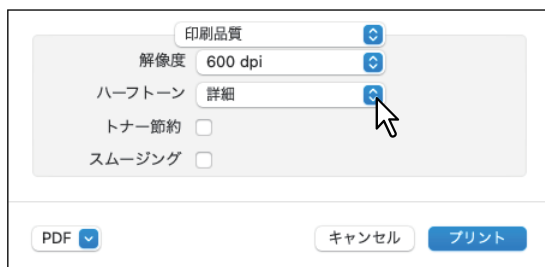 印刷品質
解像度 600 dpi
ハーフトーン 詳細
トナー節約
スムージング
PDF キャンセル プリント